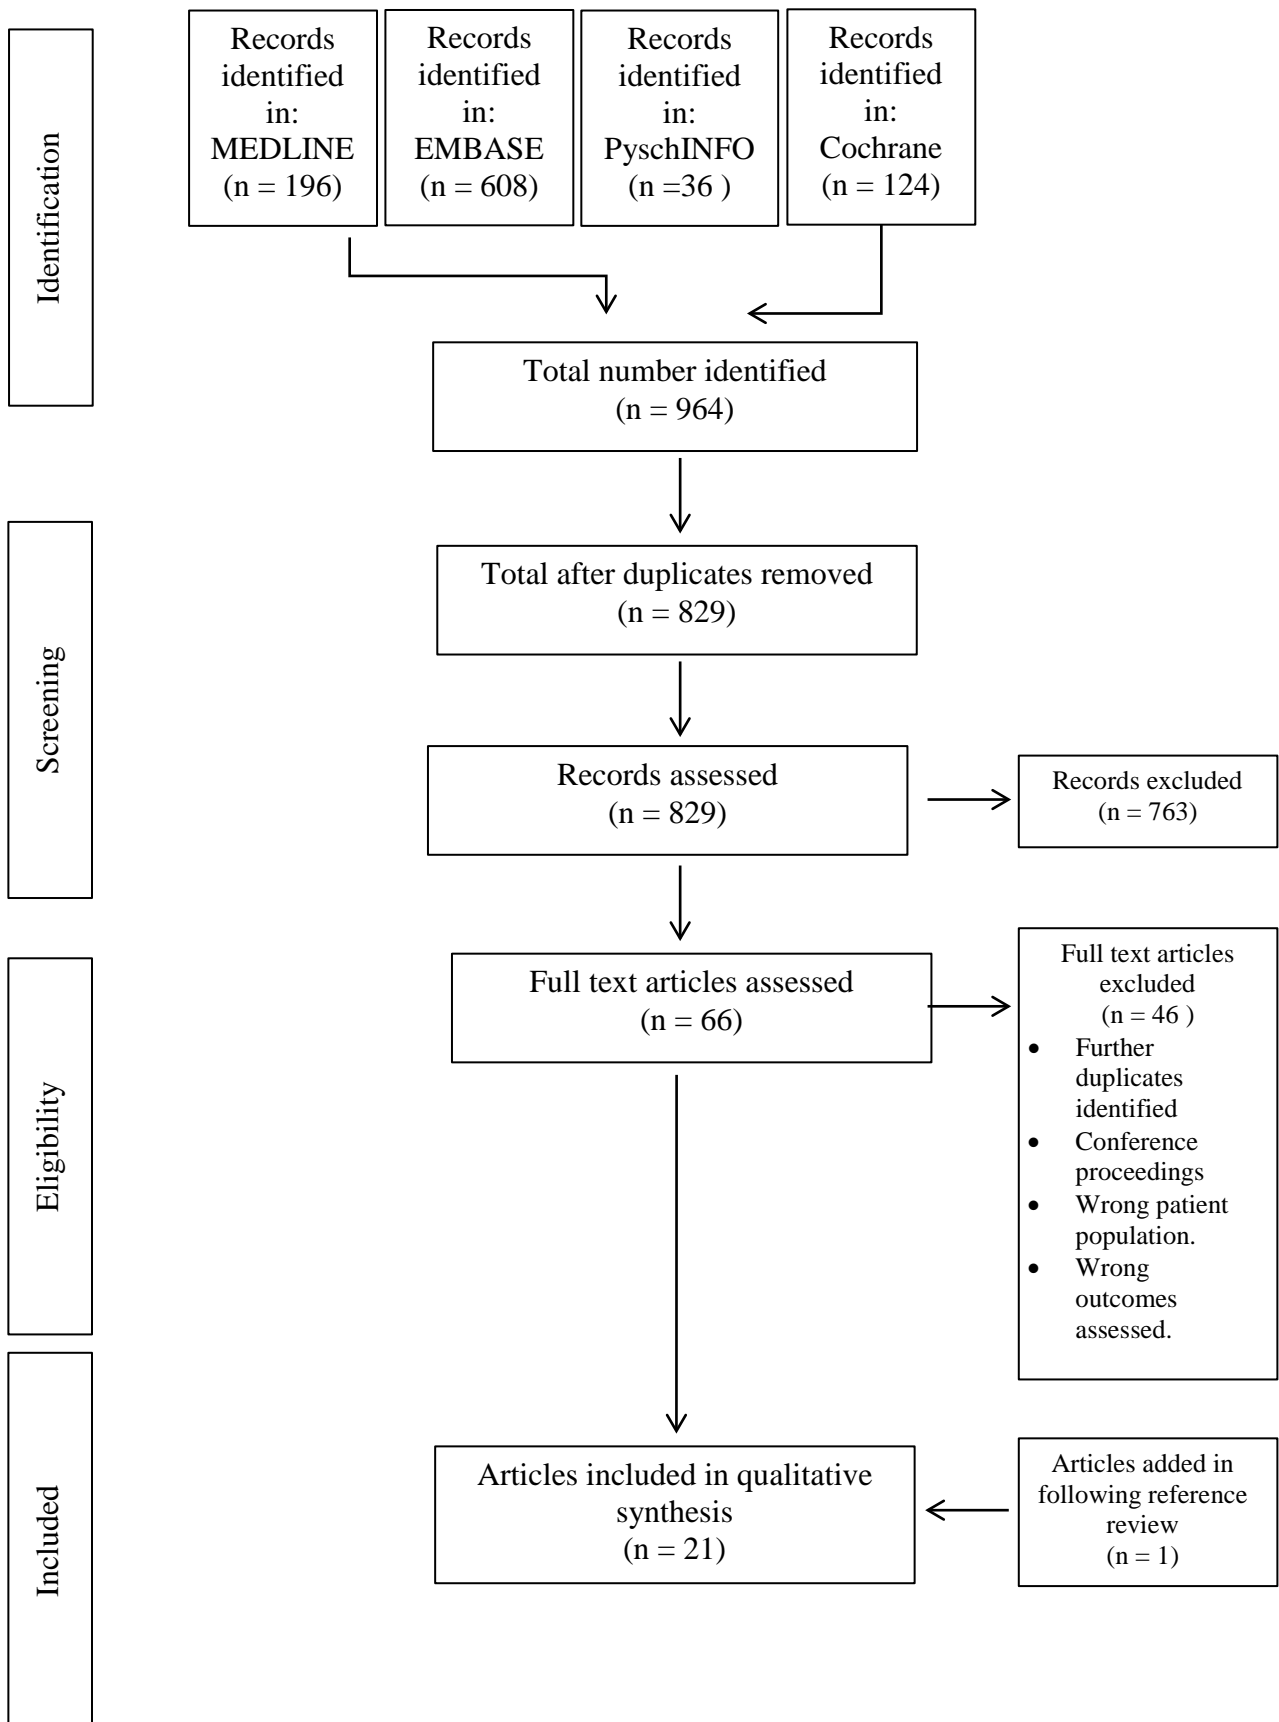 Identification
Records
identified
in:
MEDLINE
(n = 196)
Records
identified
in:
EMBASE
(n = 608)
Records
identified
in:
PyschINFO
(n =36 )
Records
identified
in:
Cochrane
(n = 124)
Total number identified
(n = 964)
Screening
Total after duplicates removed
(n = 829)
Records assessed
(n = 829)
Records excluded
(n = 763)
Eligibility
Full text articles assessed
(n = 66)
Full text articles
excluded
(n = 46 )
• Further
duplicates
identified
• Conference
proceedings
• Wrong patient
population.
• Wrong
outcomes
assessed.
Included
Articles included in qualitative
synthesis
(n = 21)
Articles added in
following reference
review
(n = 1)